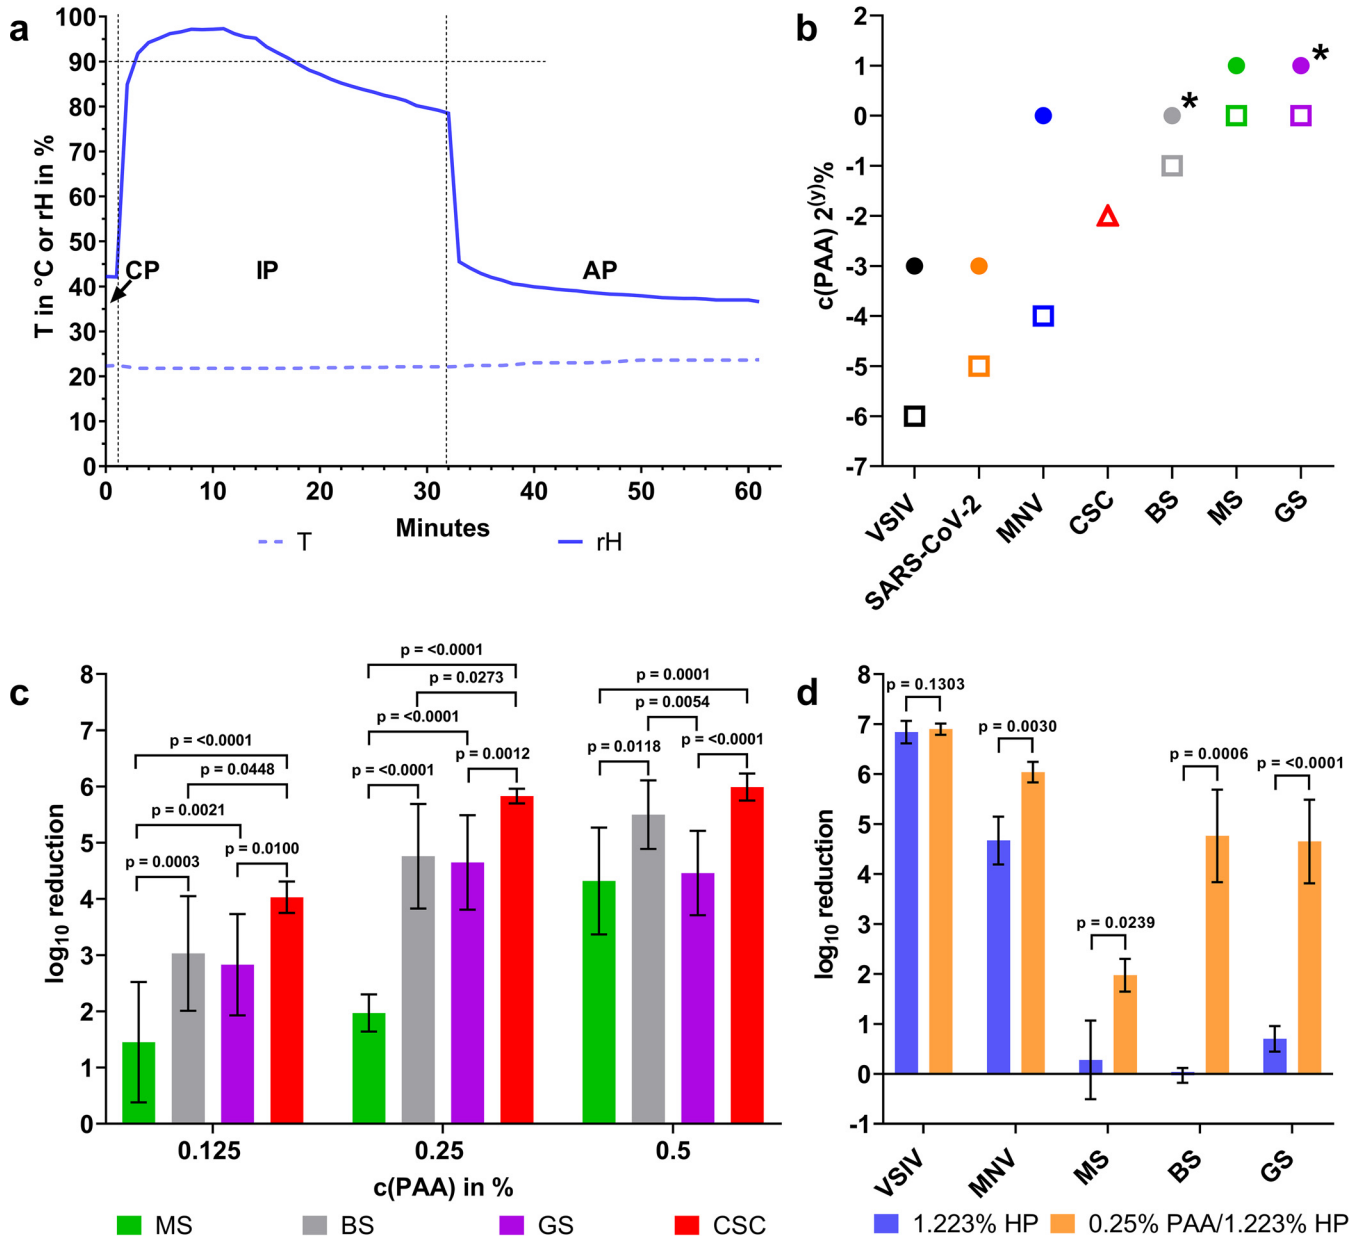 a
T in °C or rH in %
100
90
80
70
60
50
40
30
20
10
0
CP
IP
AP
0 10 20 30 40 50 60
Minutes
T rH
b
c(PAA) 2(y)%
2
1
0
-1
-2
-3
-4
-5
-6
-7
*
*
VSIV SARS-CoV-2 MNV CSC BS MS GS
c
log10 reduction
8
7
6
5
4
3
2
1
0
p = <0.0001
p = 0.0448
p = 0.0021
p = 0.0100
p = 0.0003
p = <0.0001
p = 0.0273
p = <0.0001
p = 0.0012
p = <0.0001
p = 0.0001
p = 0.0054
p = 0.0118
p = <0.0001
0.125 0.25 0.5
c(PAA) in %
MS BS GS CSC
d
log10 reduction
8
7
6
5
4
3
2
1
0
-1
p = 0.1303
p = 0.0030
p = 0.0239
p = 0.0006
p = <0.0001
VSIV MNV MS BS GS
1.223% HP 0.25% PAA/1.223% HP